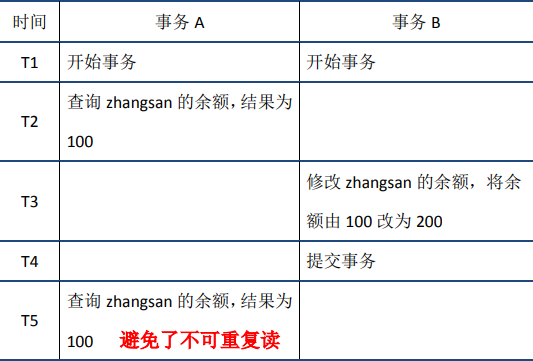 时间 事务 A 事务 B
T1 开始事务 开始事务
T2 查询 zhangsan 的余额，结果为
100
T3 修改 zhangsan 的余额，将余
额由 100 改为 200
T4 提交事务
T5 查询 zhangsan 的余额，结果为
100 避免了不可重复读